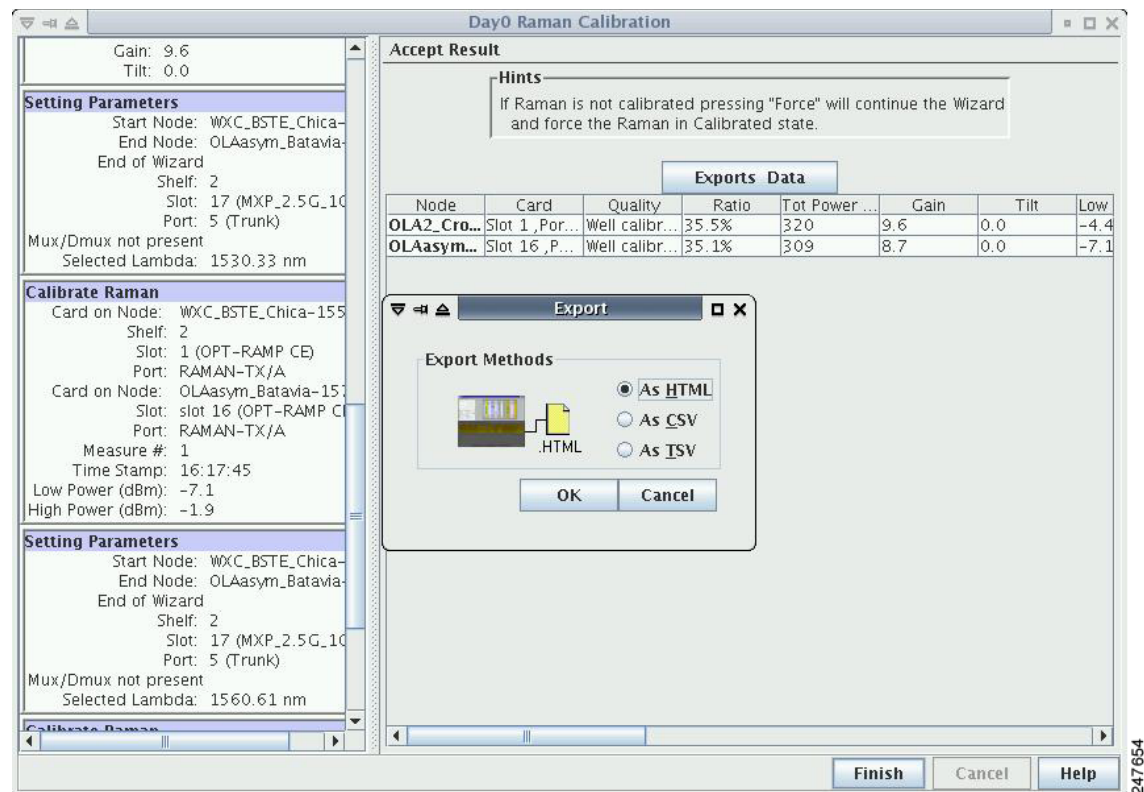 Day0 Raman Calibration
Gain: 9.6
Tilt: 0.0
Setting Parameters
Start Node: WXC_BSTE_Chica-
End Node: OLAasym_Batavia-
End of Wizard
Shelf: 2
Slot: 17 (MXP_2.5G_10
Port: 5 (Trunk)
Mux/Dmux not present
Selected Lambda: 1530.33 nm
Calibrate Raman
Card on Node: WXC_BSTE_Chica-155
Shelf: 2
Slot: 1 (OPT-RAMP CE)
Port: RAMAN-TX/A
Card on Node: OLAasym_Batavia-157
Slot: slot 16 (OPT-RAMP CE
Port: RAMAN-TX/A
Measure #: 1
Time Stamp: 16:17:45
Low Power (dBm): -7.1
High Power (dBm): -1.9
Setting Parameters
Start Node: WXC_BSTE_Chica-
End Node: OLAasym_Batavia-
End of Wizard
Shelf: 2
Slot: 17 (MXP_2.5G_10
Port: 5 (Trunk)
Mux/Dmux not present
Selected Lambda: 1560.61 nm
Calibrate Raman
Accept Result
Hints
If Raman is not calibrated pressing "Force" will continue the Wizard
and force the Raman in Calibrated state.
Exports Data
Node Card Quality Ratio Tot Power ... Gain Tilt Low
OLA2_Cro... Slot 1 ,Por... Well calibr... 35.5% 320 9.6 0.0 -4.4
OLAasym... Slot 16 ,P... Well calibr... 35.1% 309 8.7 0.0 -7.1
Export
Export Methods
.HTML
As HTML
As CSV
As TSV
OK Cancel
Finish Cancel Help
247654